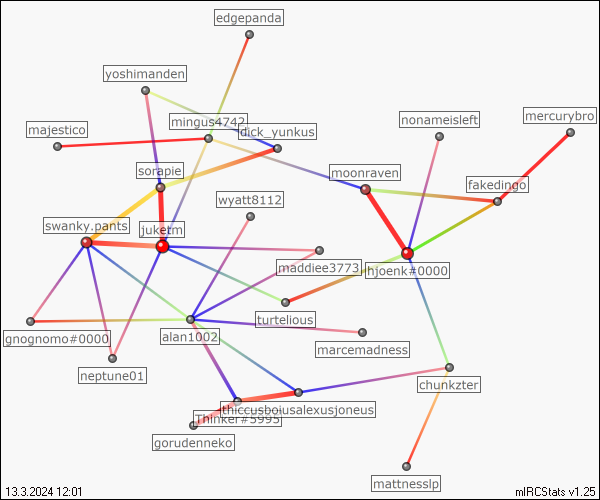 edgepanda
yoshimanden
mercurybro
nonameisleft
mingus4742
majestico
dick_yunkus
sorapie
moonraven
fakedingo
wyatt8112
swanky.pants
juketm
maddiee3773
hjoenk#0000
turtelious
gnognomo#0000
alan1002
marcemadness
neptune01
chunkzter
thiccusboiusalexusjoneus
Thinker#5995
gorudenneko
mattnesslp
13.3.2024 12:01
mIRCStats v1.25